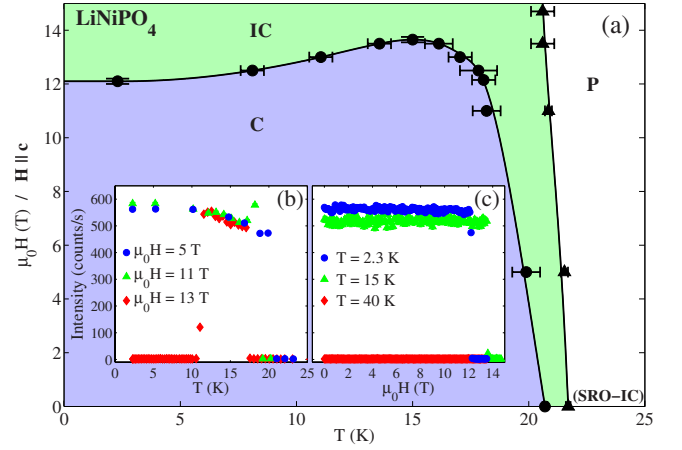 LiNiPO4
IC
(a)
P
C
(SRO−IC)
μ0H (T) / H || c
14
12
10
8
6
4
2
0
0
5
10
15
20
25
T (K)
(b)
Intensity (counts/s)
600
500
400
300
200
100
0
μ0H = 5 T
μ0H = 11 T
μ0H = 13 T
0
5
10
15
20
25
T (K)
(c)
T = 2.3 K
T = 15 K
T = 40 K
0
2
4
6
8
10
12
14
μ0H (T)